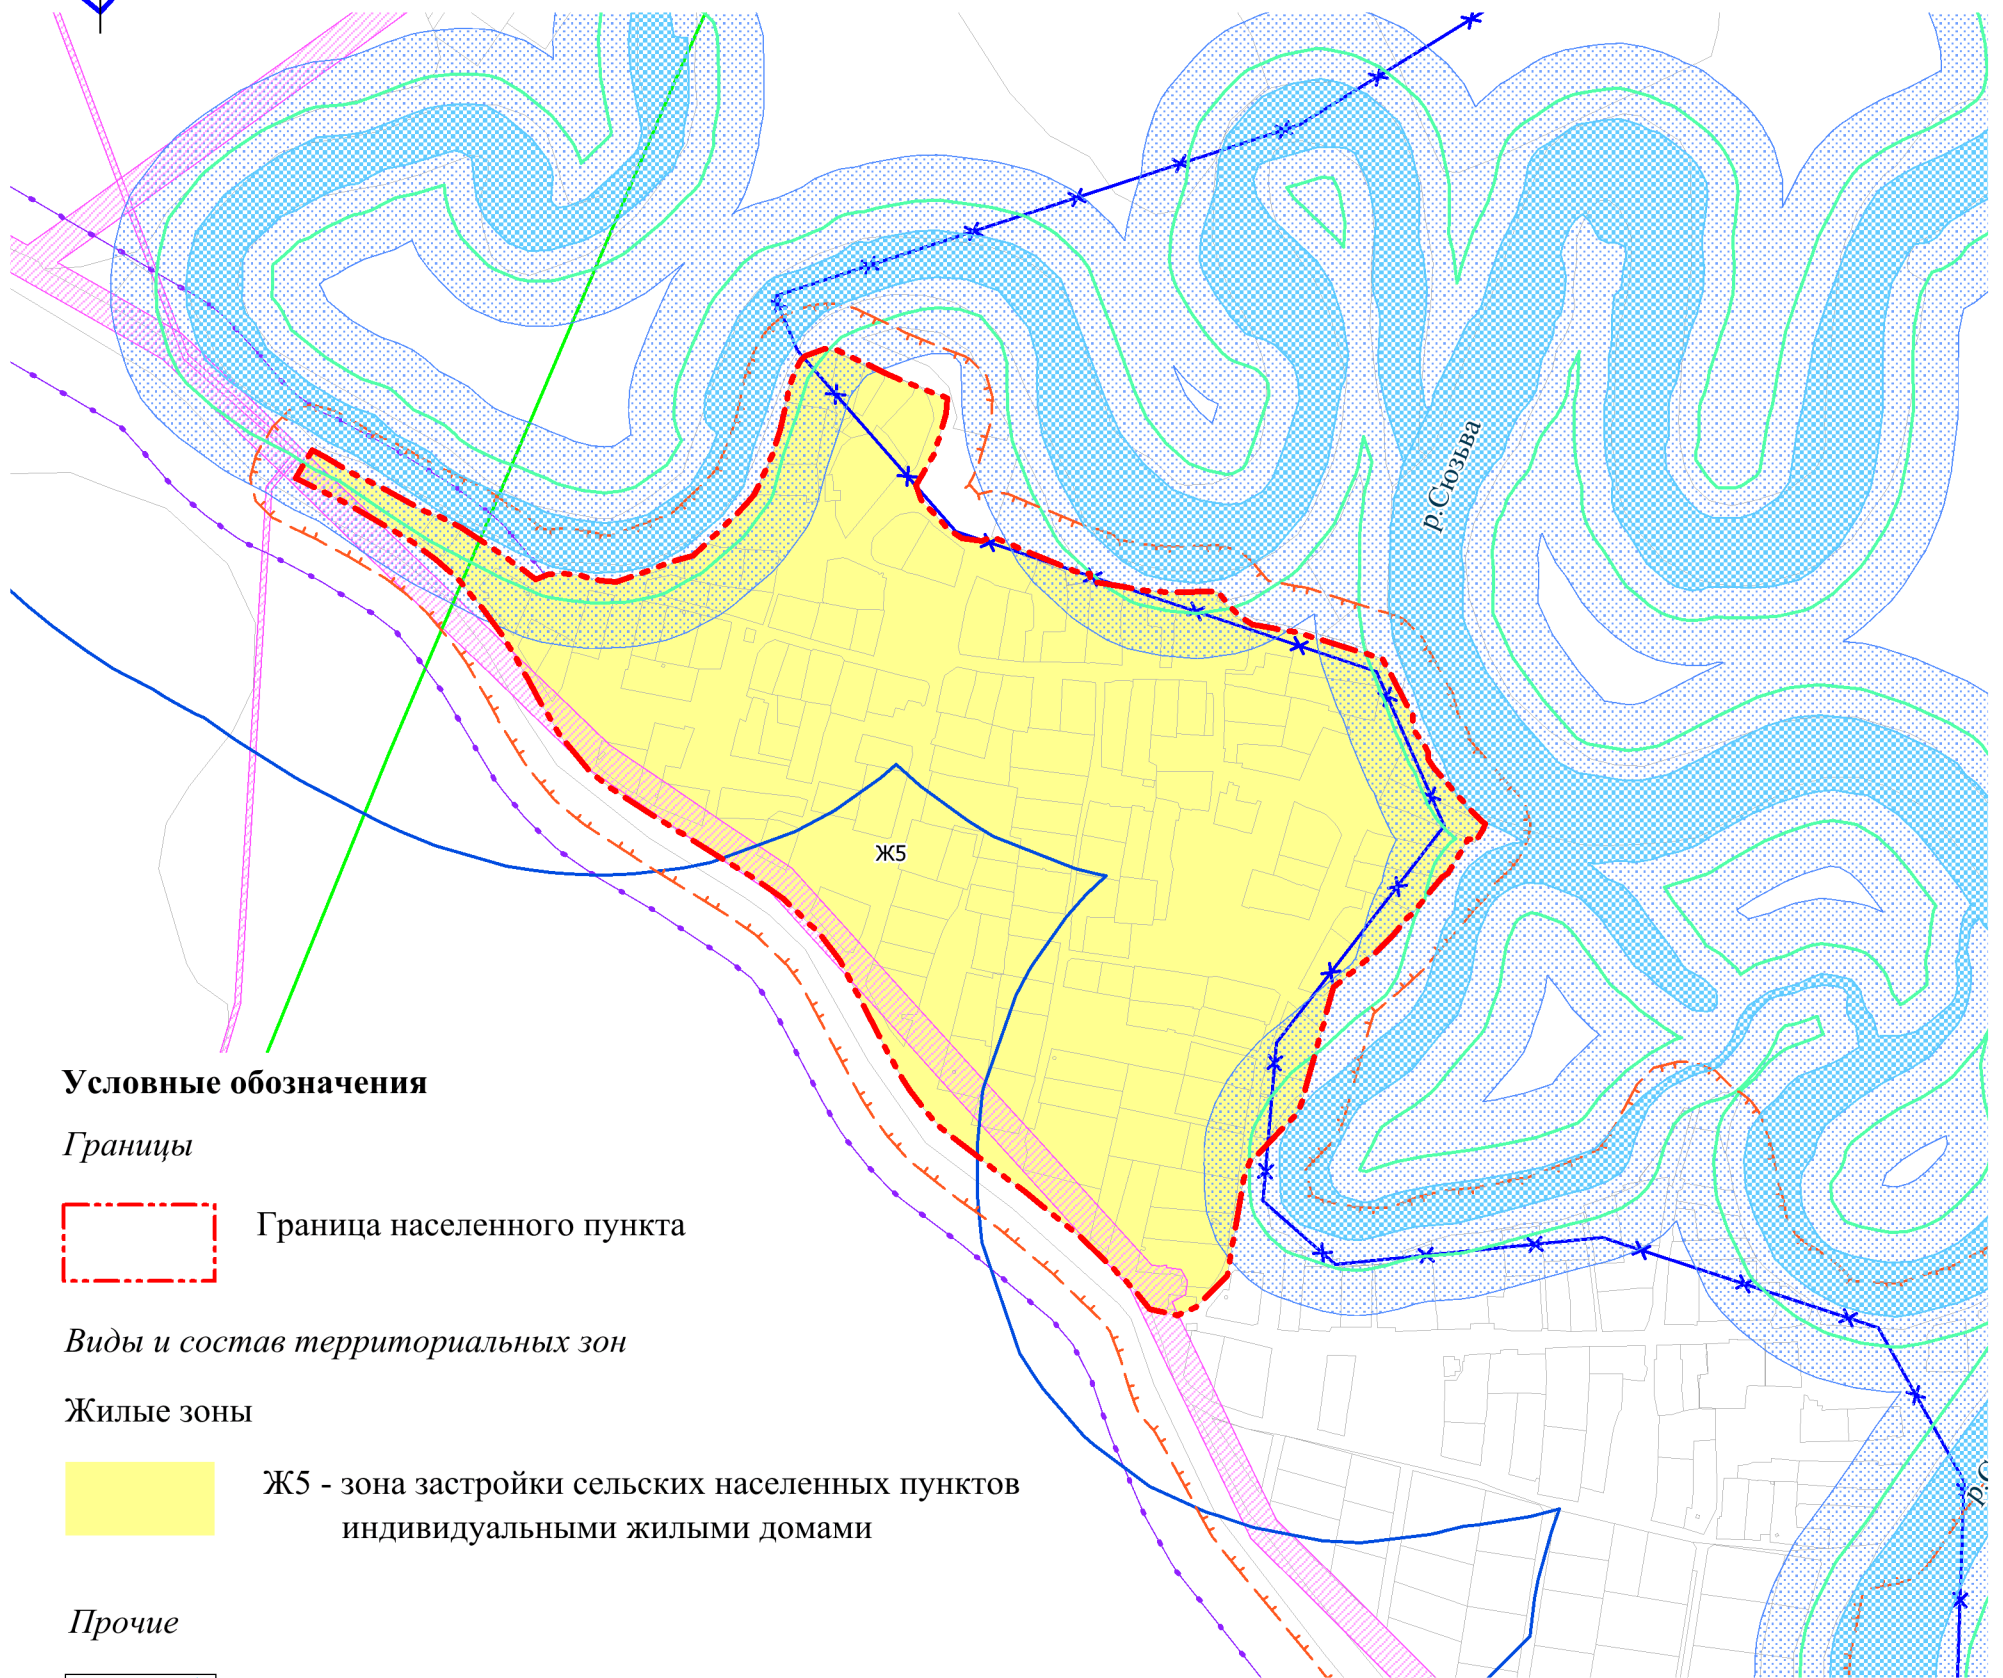 р.Сюзьва
Ж5
Условные обозначения
Границы
Граница населенного пункта
Виды и состав территориальных зон
Жилые зоны
Ж5 - зона застройки сельских населенных пунктов
индивидуальными жилыми домами
Прочие
р.С